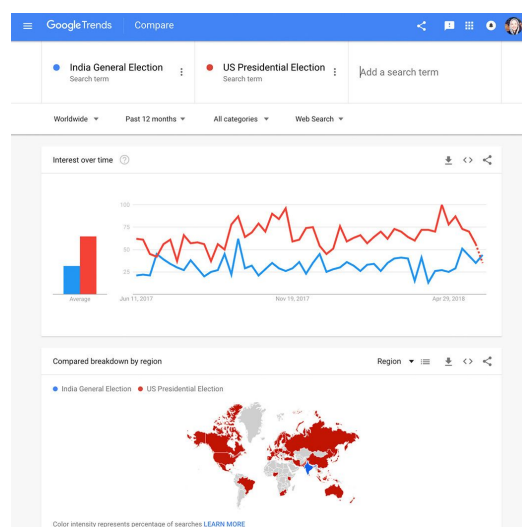 Google Trends Compare
India General Election
Search term
US Presidential Election
Search term
Add a search term
Worldwide
Past 12 months
All categories
Web Search
Interest over time
100
75
50
25
Average
Jun 11, 2017
Nov 19, 2017
Apr 29, 2018
Compared breakdown by region
Region
India General Election
US Presidential Election
Color intensity represents percentage of searches LEARN MORE